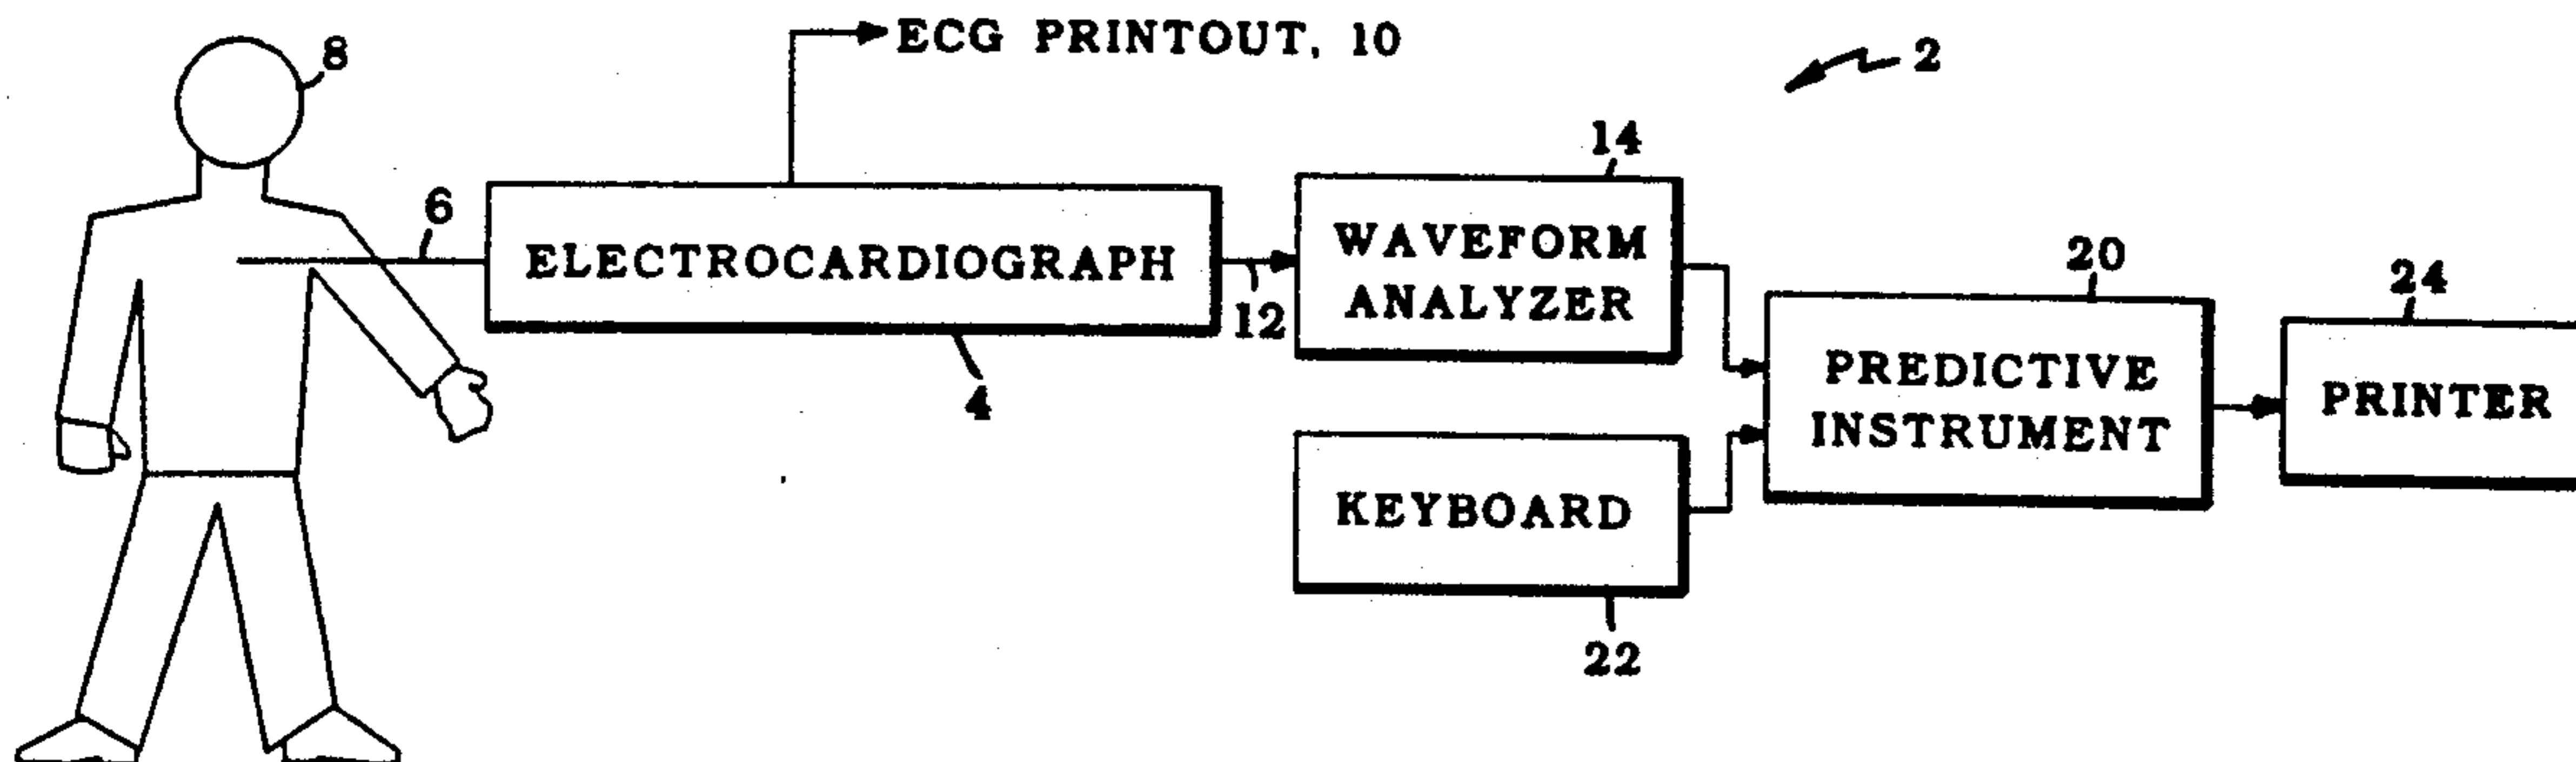 ECG PRINTOUT, 10
2
8
14
6
ELECTROCARDIOGRAPH
WAVEFORM
ANALYZER
12
4
20
24
PREDICTIVE
INSTRUMENT
PRINTER
KEYBOARD
22